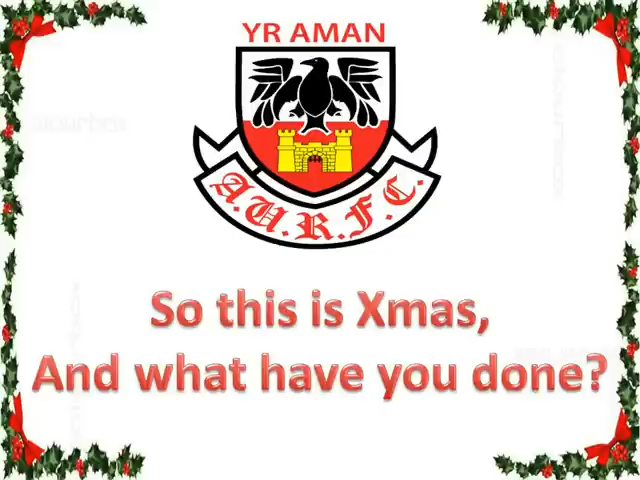 YR AMAN
A.U.R.F.C.
So this is Xmas,
And what have you done?